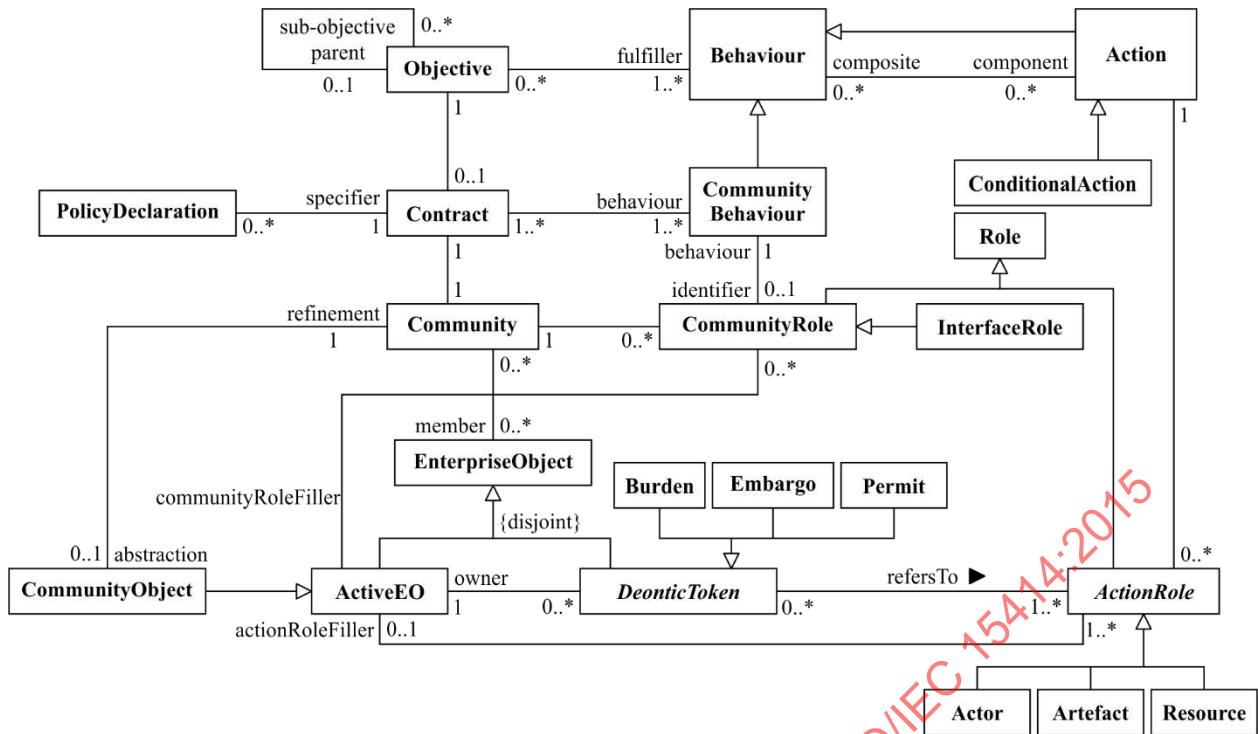 sub-objective
0..*
parent
Objective
0..1
0..*
fulfiller
1..*
Behaviour
composite
0..*
component
0..*
Action
1
1
0..1
PolicyDeclaration
0..*
specifier
1
Contract
1..*
behaviour
1..*
Community
Behaviour
ConditionalAction
Role
1
behaviour
1
1
identifier
0..1
refinement
1
Community
1
0..*
CommunityRole
InterfaceRole
0..*
0..*
member
0..*
EnterpriseObject
Burden
Embargo
Permit
communityRoleFiller
{disjoint}
0..1
abstraction
CommunityObject
ActiveEO
owner
1
0..*
DeonticToken
0..*
refersTo ►
1..*
0..*
ActionRole
actionRoleFiller
0..1
1..*
Actor
Artefact
Resource
/IEC 15414:2015